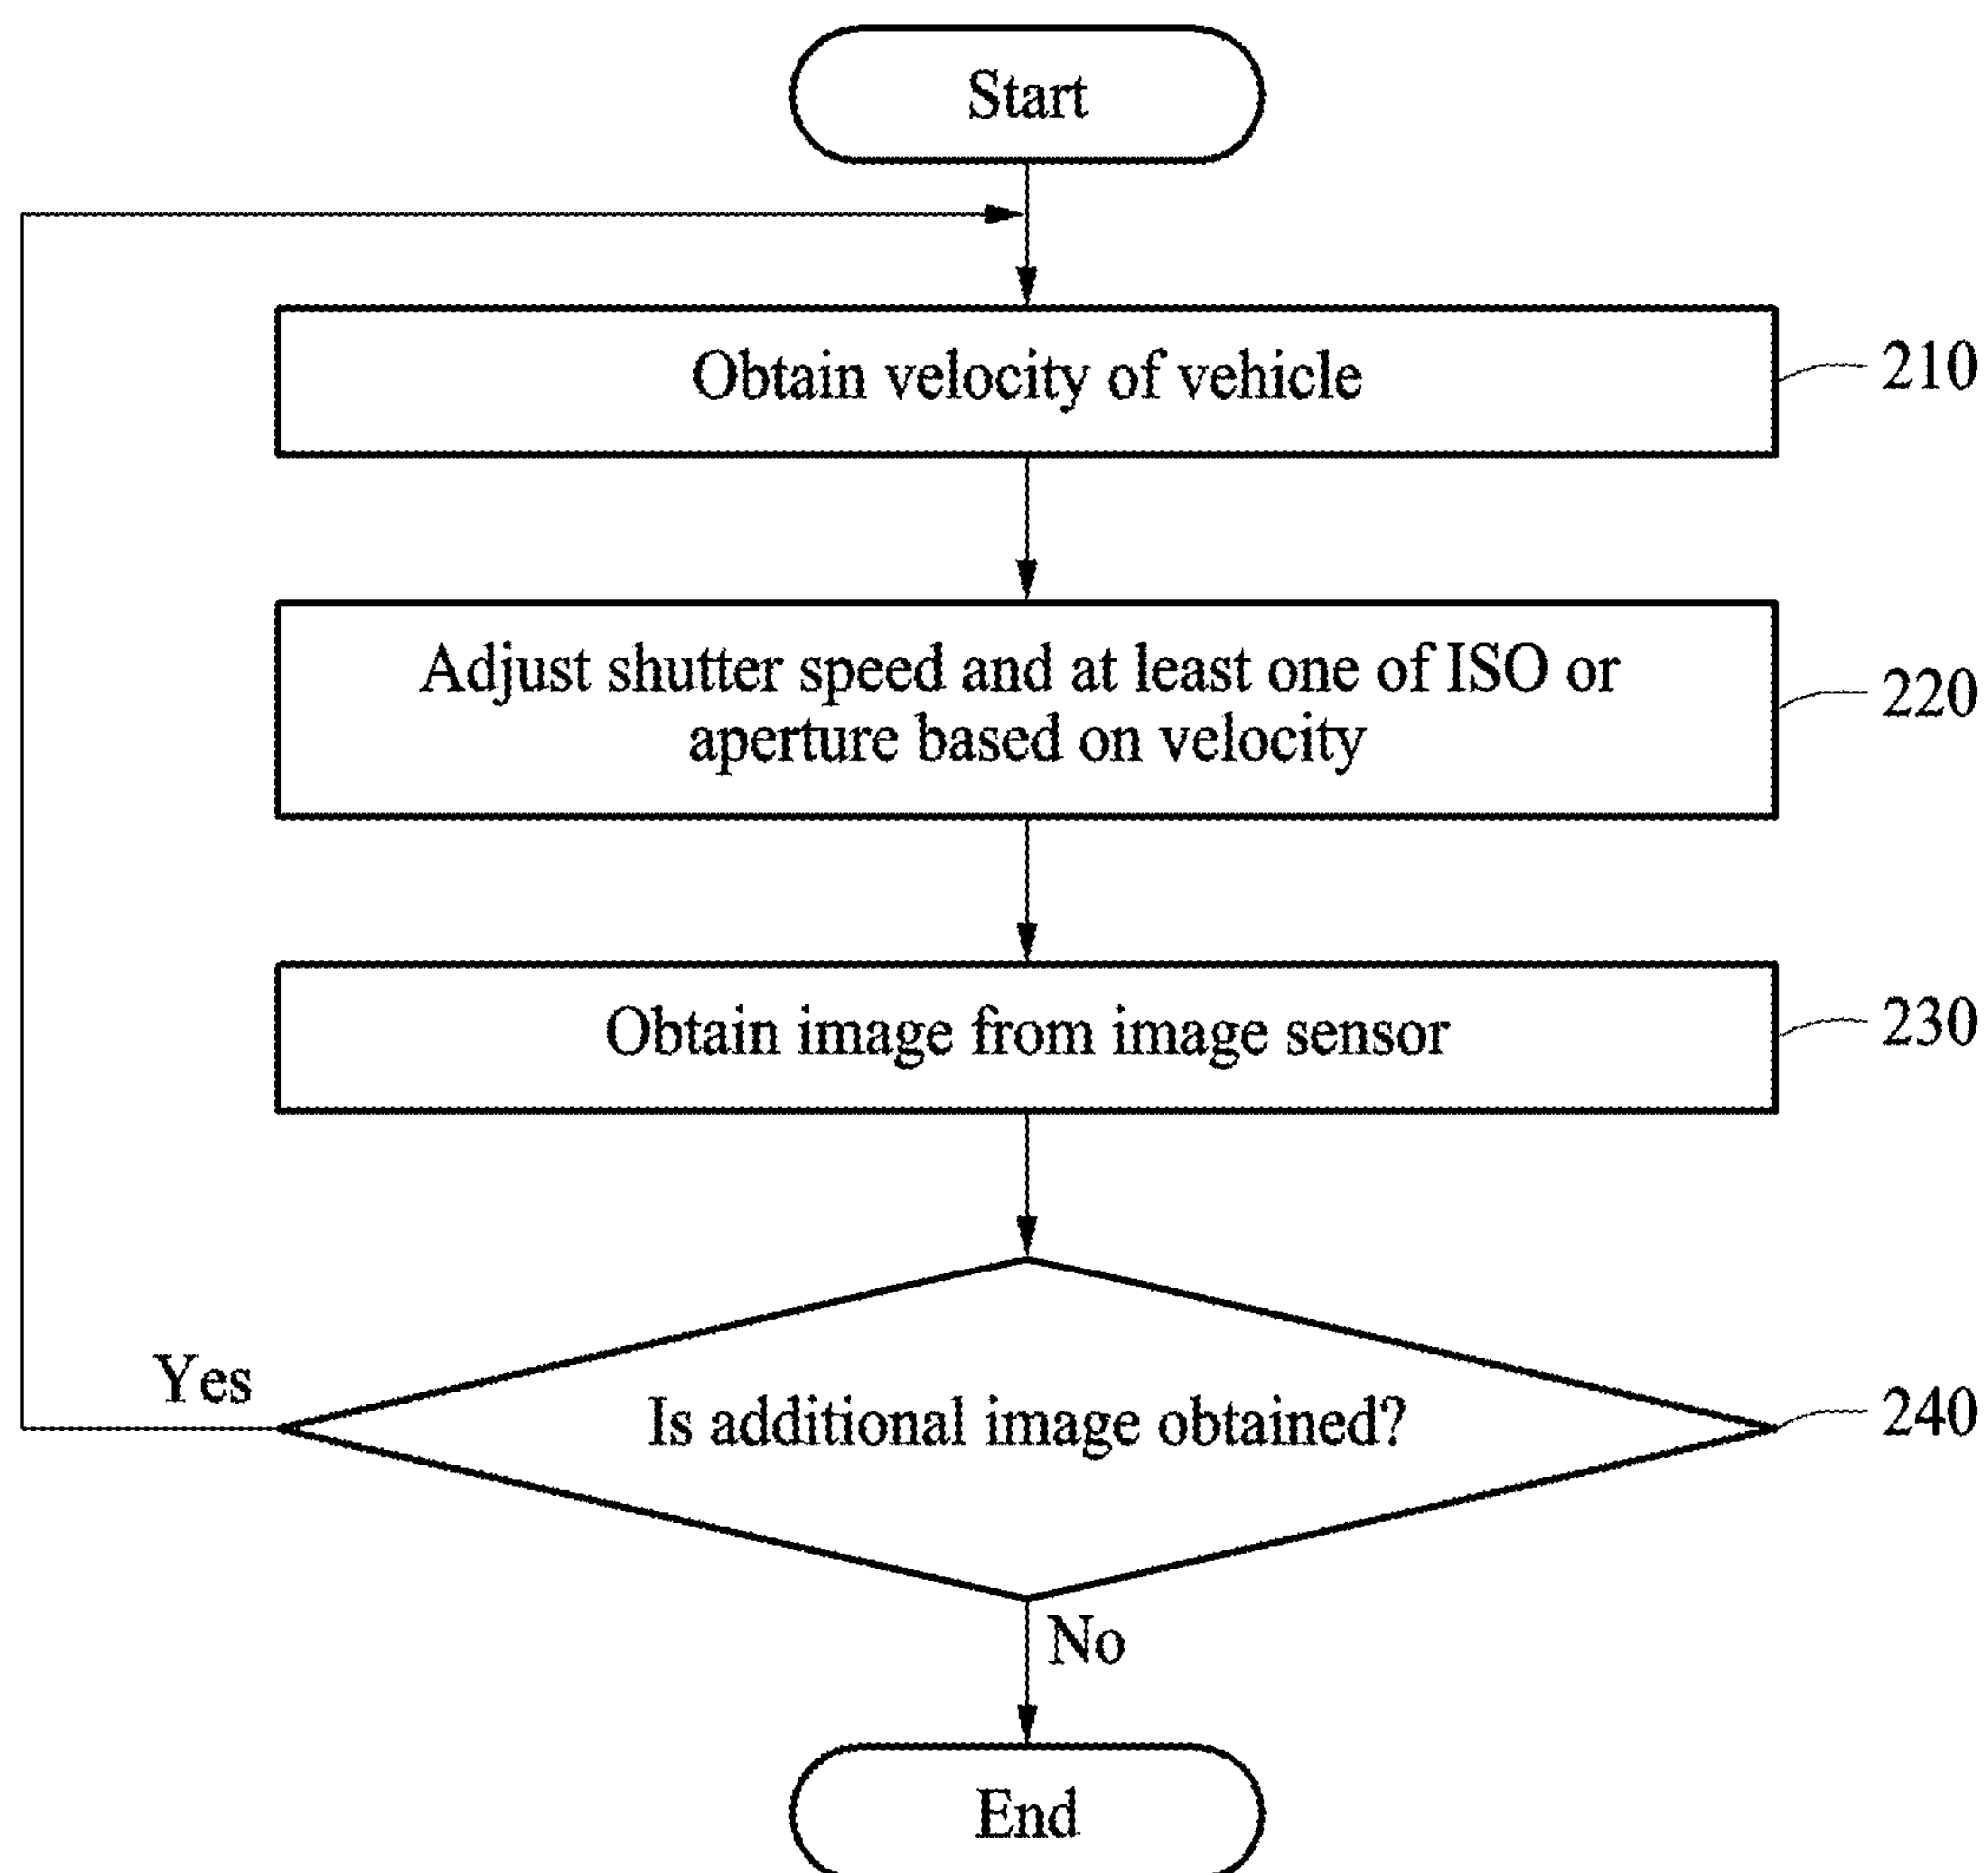 Start
Obtain velocity of vehicle
210
Adjust shutter speed and at least one of ISO or
aperture based on velocity
220
Obtain image from image sensor
230
Yes
Is additional image obtained?
240
No
End